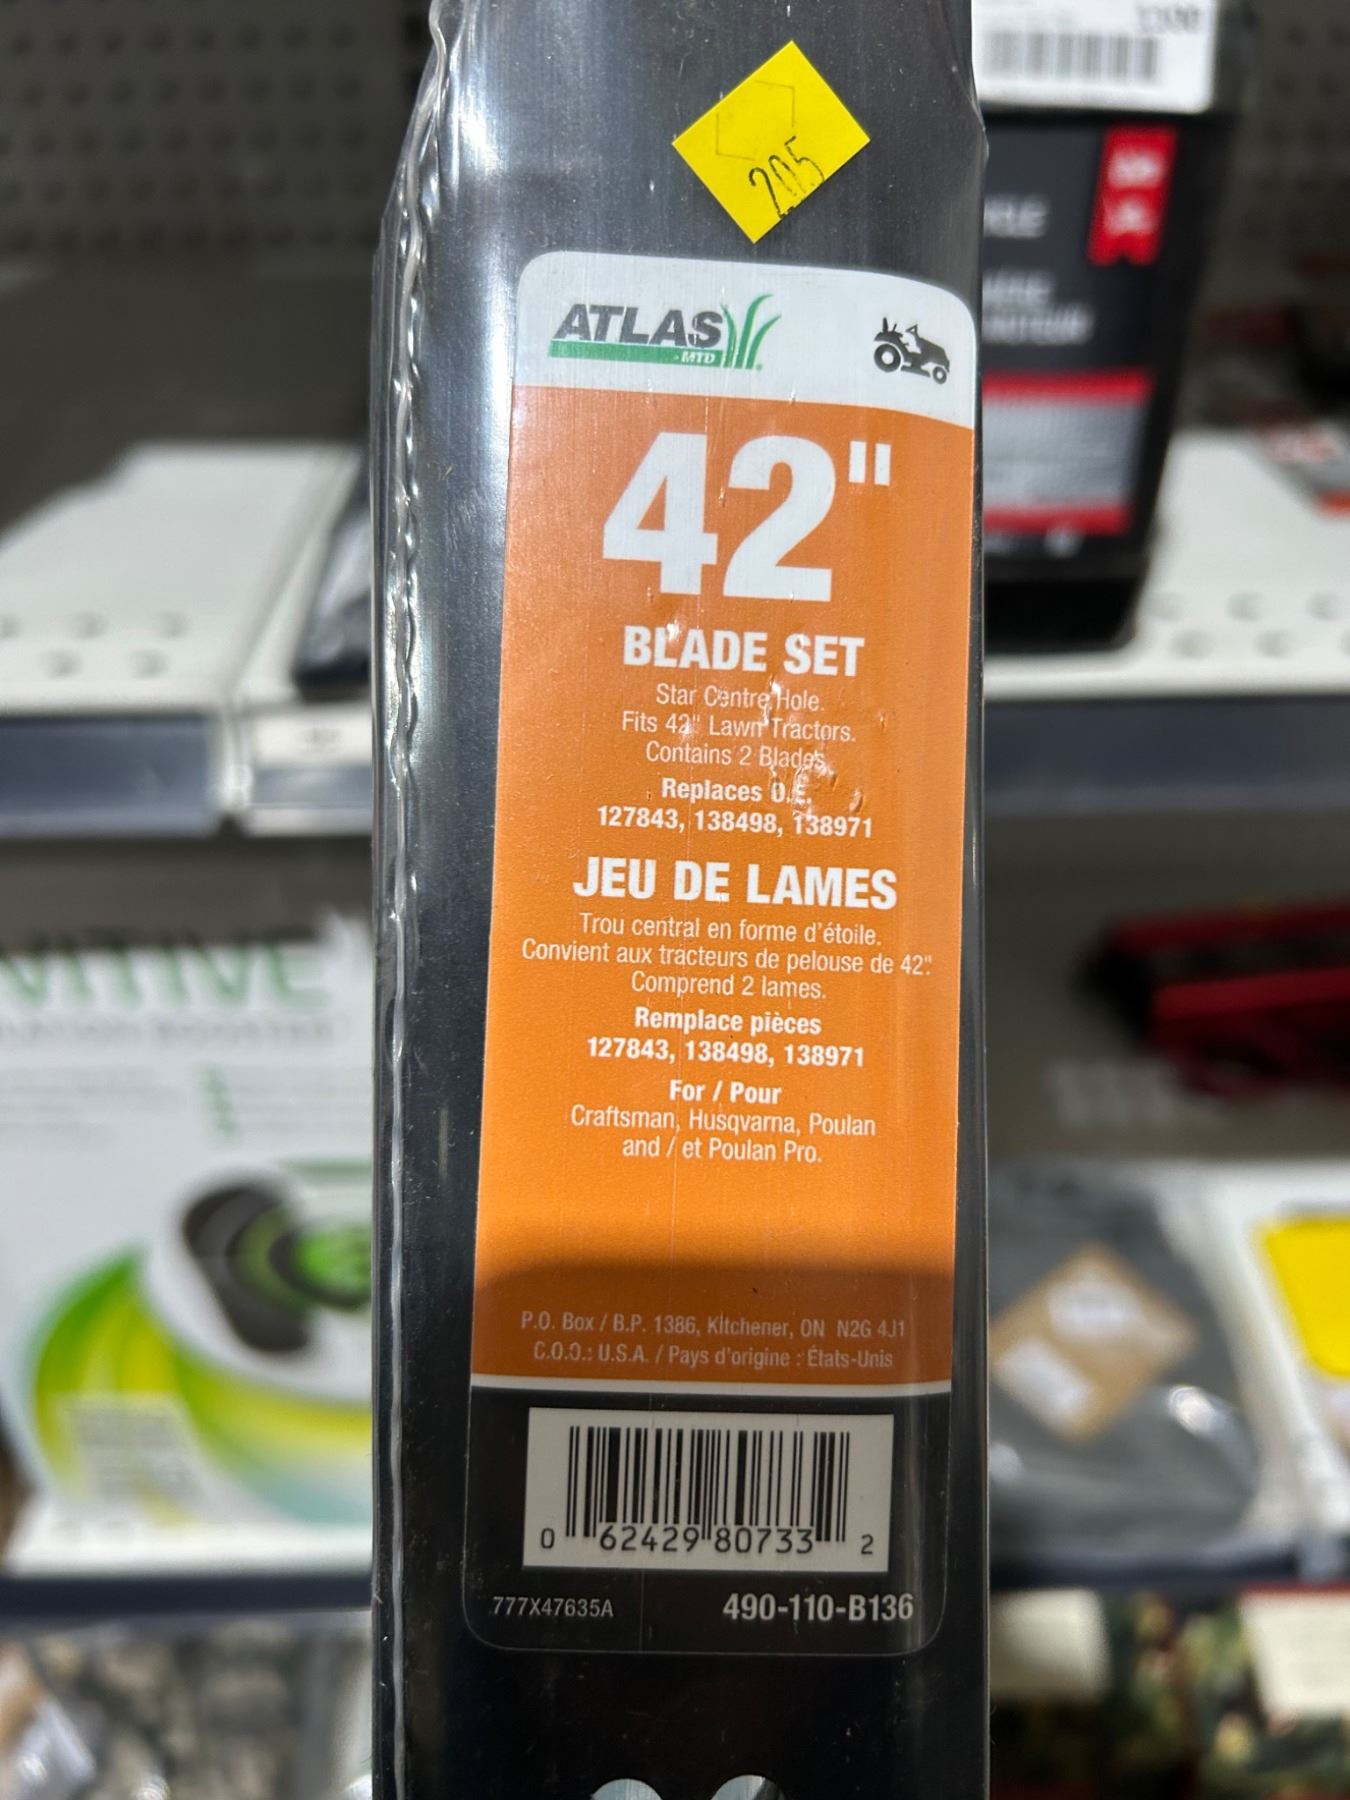 205
ATLAS
MTD
42"
BLADE SET
Star Centre Hole.
Fits 42" Lawn Tractors.
Contains 2 Blades
Replaces O.E.
127843, 138498, 138971
JEU DE LAMES
Trou central en forme d'étoile.
Convient aux tracteurs de pelouse de 42".
Comprend 2 lames.
Remplace pièces
127843, 138498, 138971
For / Pour
Craftsman, Husqvarna, Poulan
and / et Poulan Pro.
P.O. Box / B.P. 1386, Kitchener, ON N2G 4J1
C.O.O.: U.S.A. / Pays d'origine : États-Unis
0 62429 80733 2
777X47635A 490-110-B136